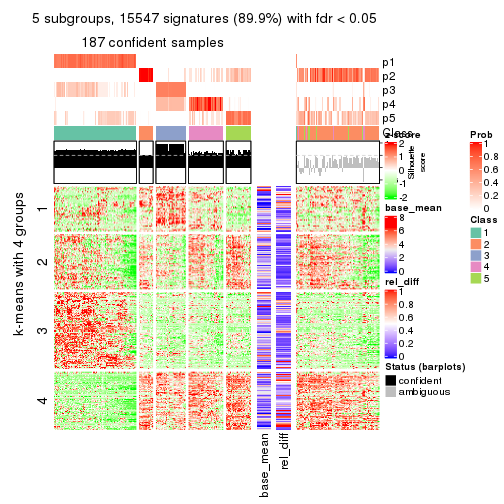 5 subgroups, 15547 signatures (89.9%) with fdr < 0.05
187 confident samples
p1
p2
p3
p4
p5
Class
k-means with 4 groups
1
2
3
4
base_mean
rel_diff
Silhouette
score
z-score
2
1
0
-1
-2
base_mean
8
6
4
2
0
rel_diff
1
0.8
0.6
0.4
0.2
0
Status (barplots)
confident
ambiguous
Prob
1
0.8
0.6
0.4
0.2
0
Class
1
2
3
4
5